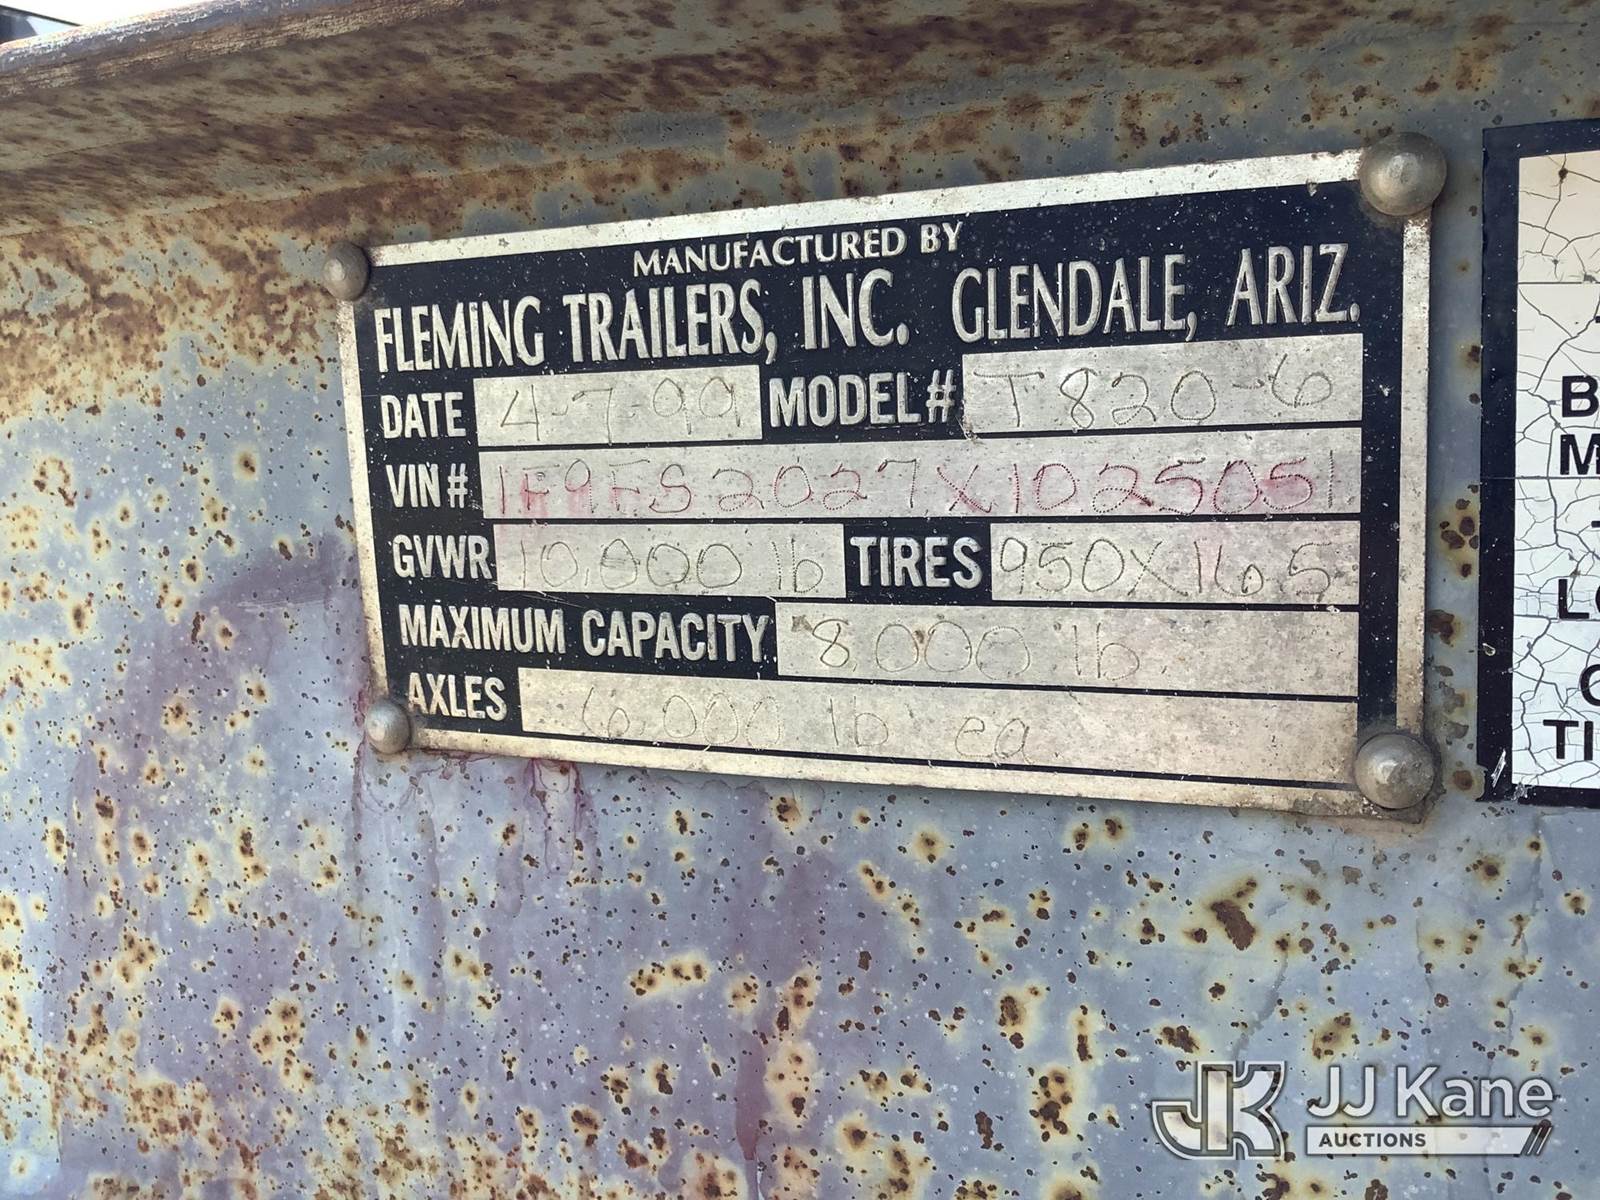 MANUFACTURED BY
FLEMING TRAILERS, INC. GLENDALE, ARIZ.
DATE 4-7-99 MODEL# T820-6
VIN# 1F9FS2027X1025051
GVWR 10,000 lb TIRES 950X16.5
MAXIMUM CAPACITY 8,000 lb
AXLES 6,000 lb ea
JJ Kane
AUCTIONS